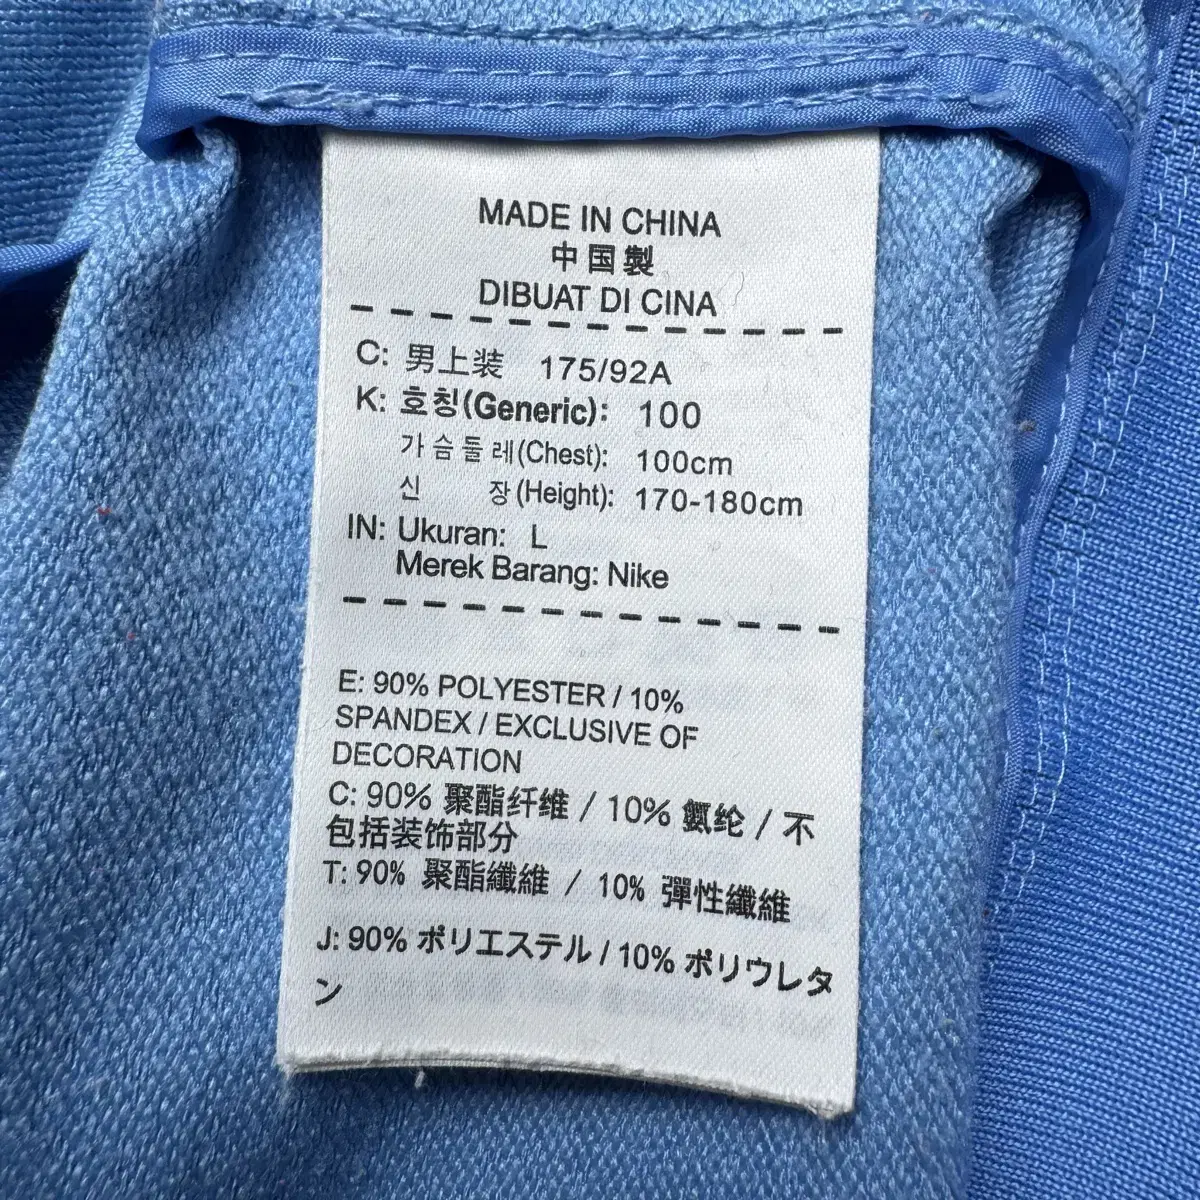 MADE IN CHINA
中国製
DIBUAT DI CINA
C: 男上装 175/92A
K: 호칭(Generic): 100
가슴둘레(Chest): 100cm
신 장(Height): 170-180cm
IN: Ukuran: L
Merek Barang: Nike
E: 90% POLYESTER / 10%
SPANDEX / EXCLUSIVE OF
DECORATION
C: 90% 聚酯纤维 / 10% 氨纶 / 不
包括装饰部分
T: 90% 聚酯纖維 / 10% 彈性纖維
J: 90% ポリエステル / 10% ポリウレタ
ン